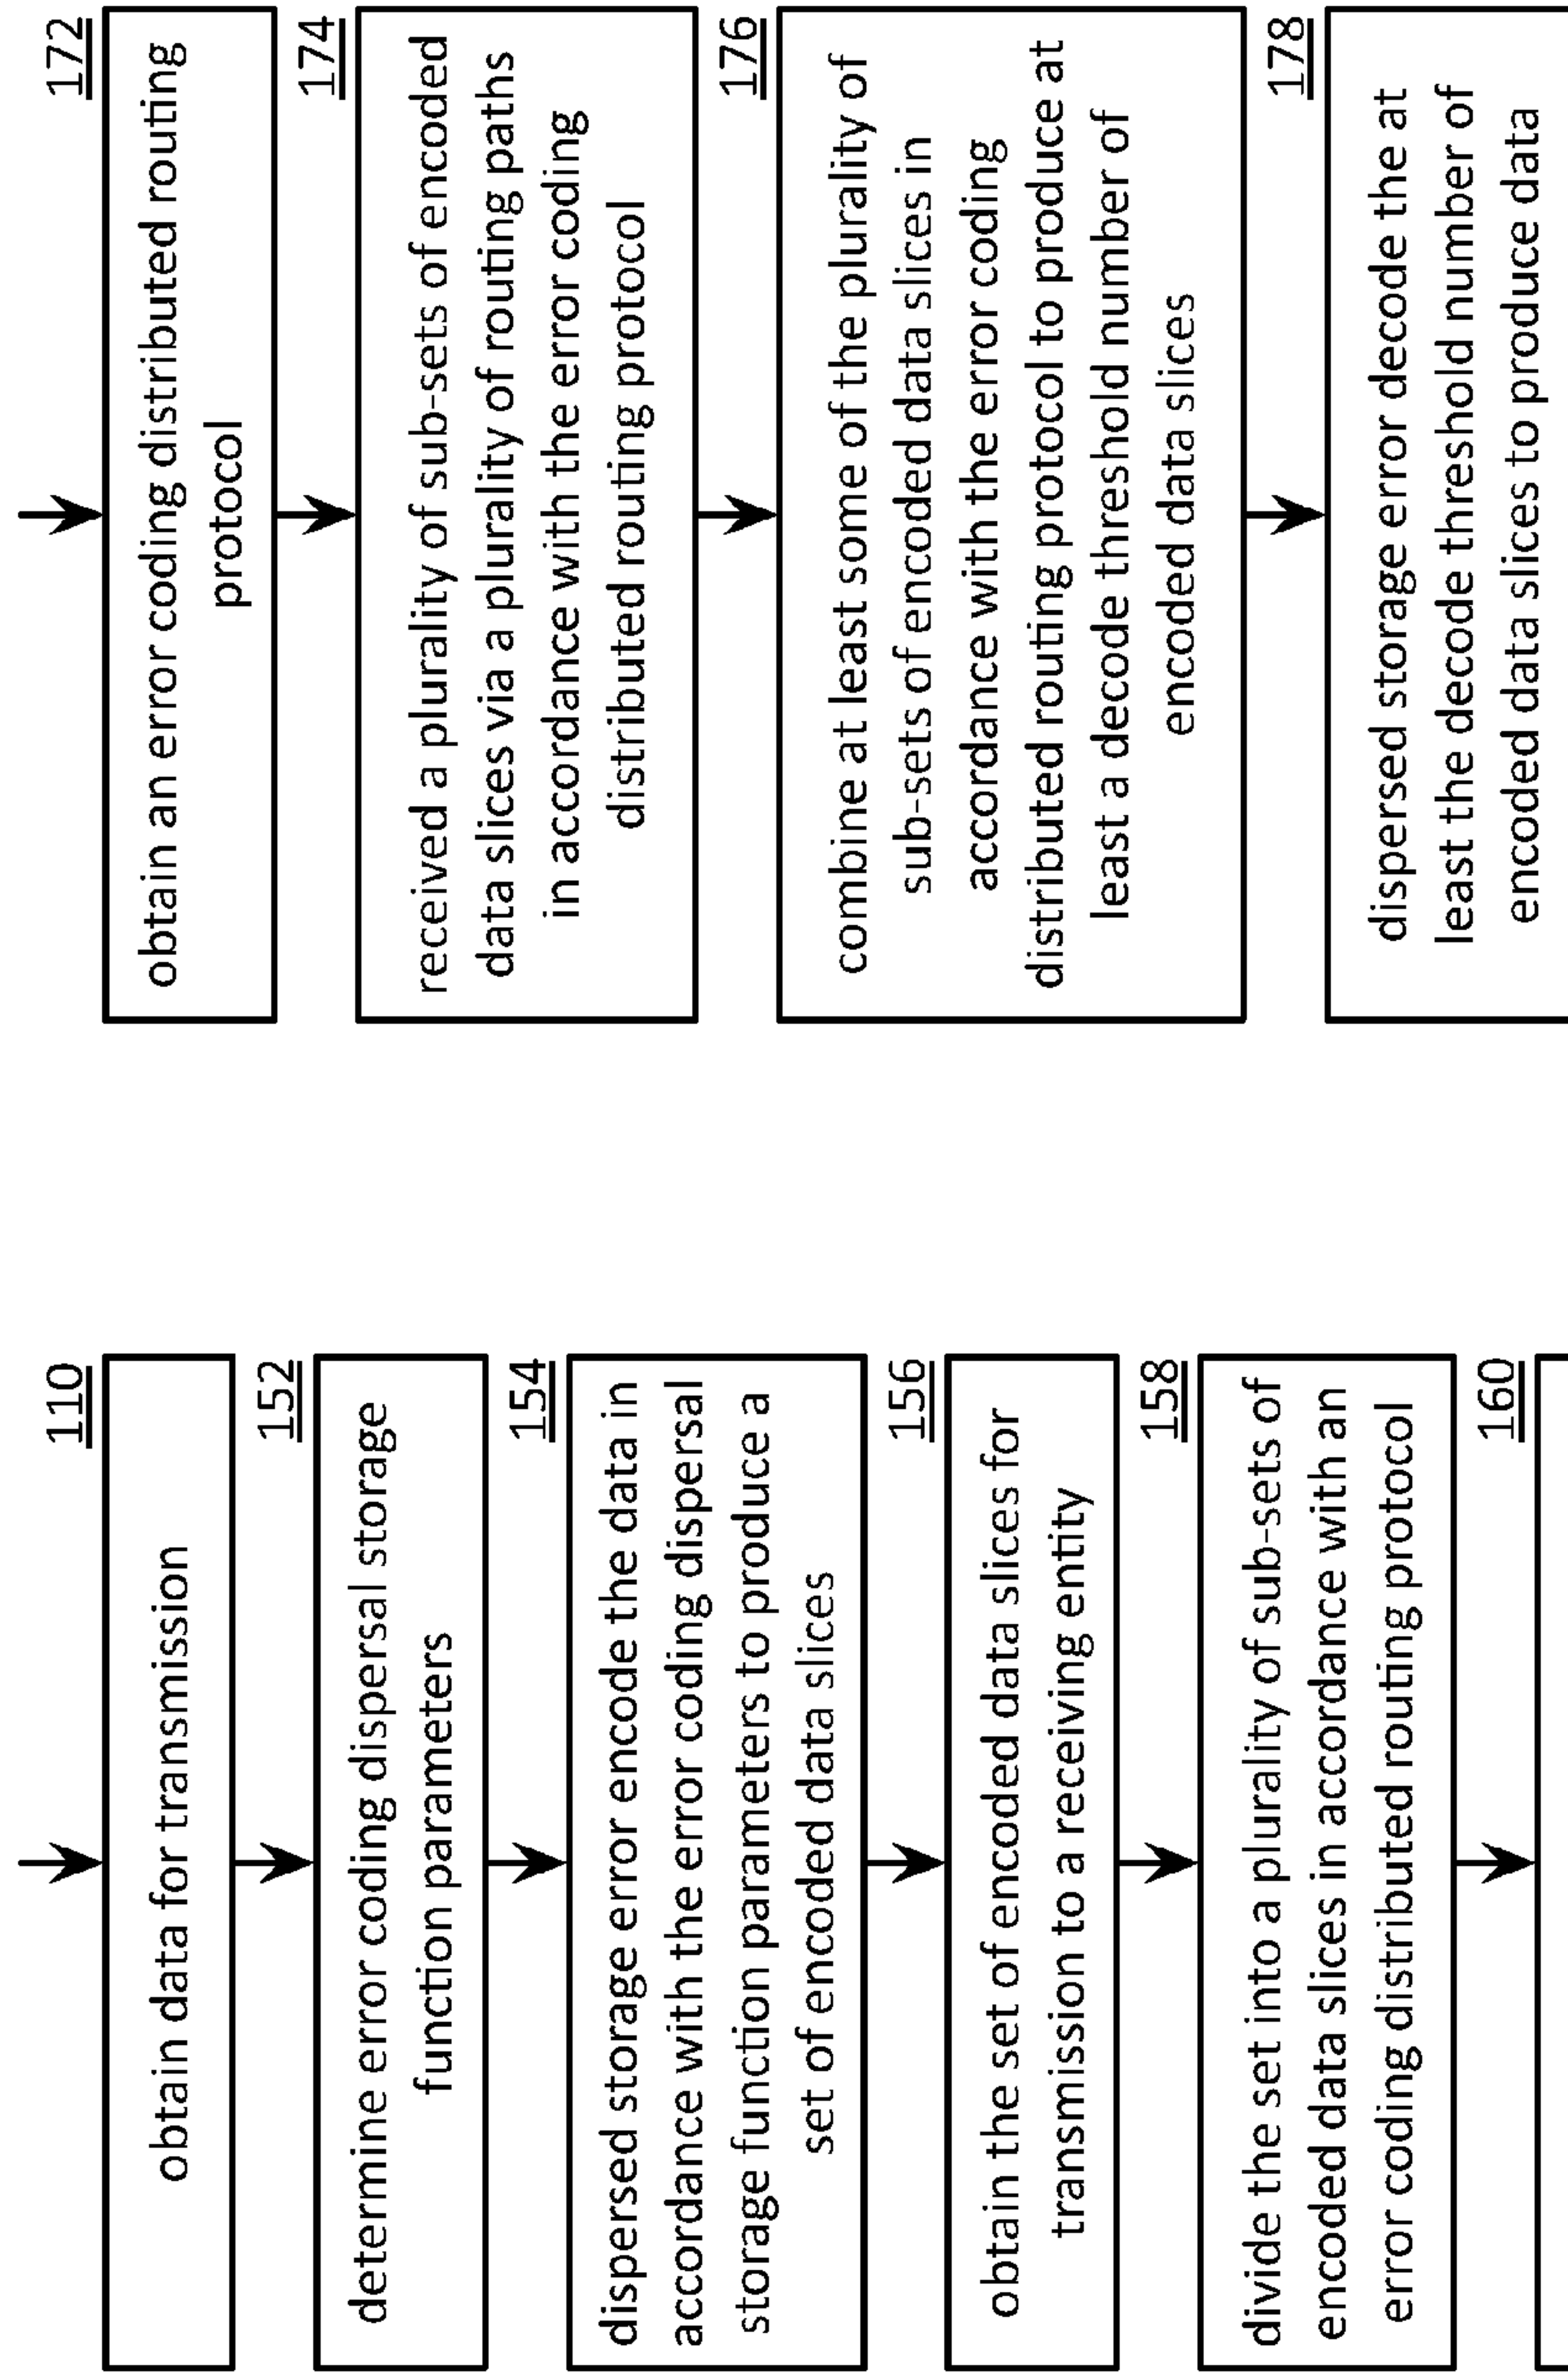 110
obtain data for transmission
152
determine error coding dispersal storage
function parameters
154
dispersed storage error encode the data in
accordance with the error coding dispersal
storage function parameters to produce a
set of encoded data slices
156
obtain the set of encoded data slices for
transmission to a receiving entity
158
divide the set into a plurality of sub-sets of
encoded data slices in accordance with an
error coding distributed routing protocol
160
172
obtain an error coding distributed routing
protocol
174
received a plurality of sub-sets of encoded
data slices via a plurality of routing paths
in accordance with the error coding
distributed routing protocol
176
combine at least some of the plurality of
sub-sets of encoded data slices in
accordance with the error coding
distributed routing protocol to produce at
least a decode threshold number of
encoded data slices
178
dispersed storage error decode the at
least the decode threshold number of
encoded data slices to produce data